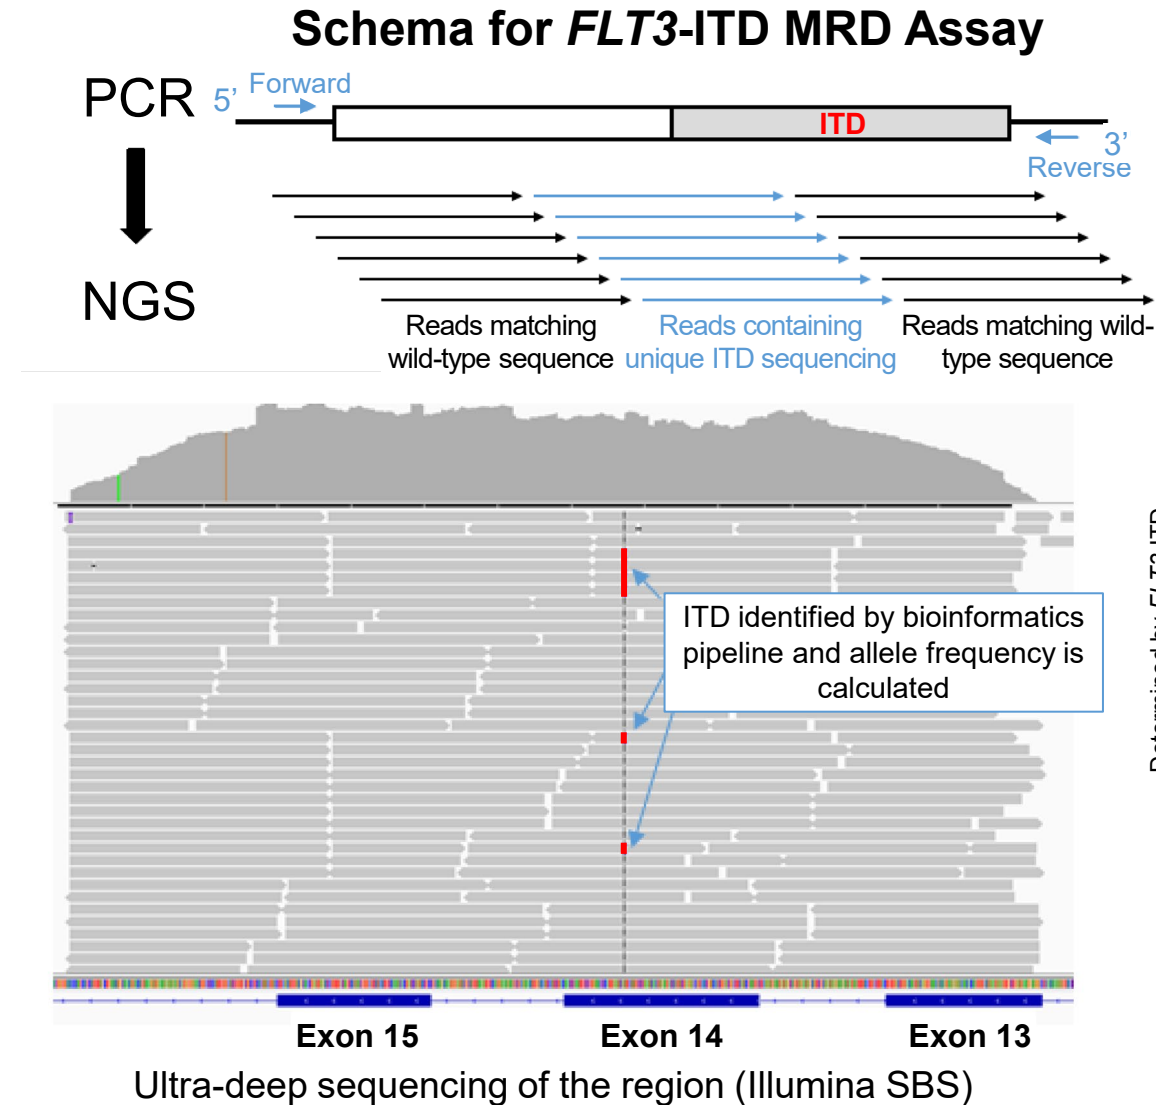 Schema for FLT3-ITD MRD Assay
PCR
5’
Forward
ITD
3’
Reverse
NGS
Reads matching
wild-type sequence
Reads containing
unique ITD sequencing
Reads matching wild-
type sequence
ITD identified by bioinformatics
pipeline and allele frequency is
calculated
Exon 15
Exon 14
Exon 13
Ultra-deep sequencing of the region (Illumina SBS)